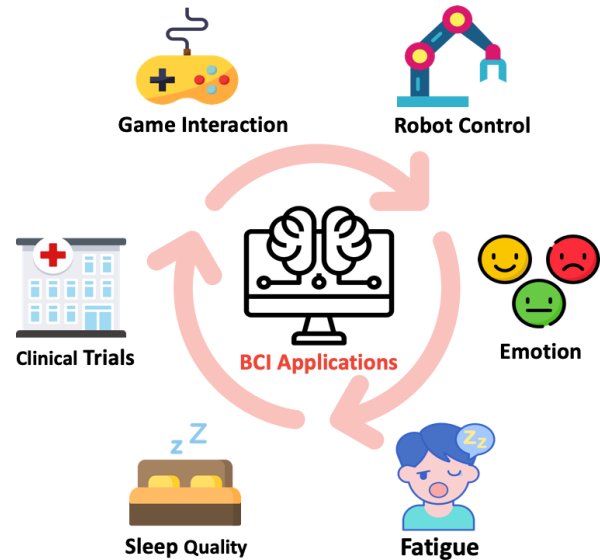 Game Interaction
Robot Control
Emotion
Fatigue
Sleep Quality
Clinical Trials
BCI Applications
z Z
Z z